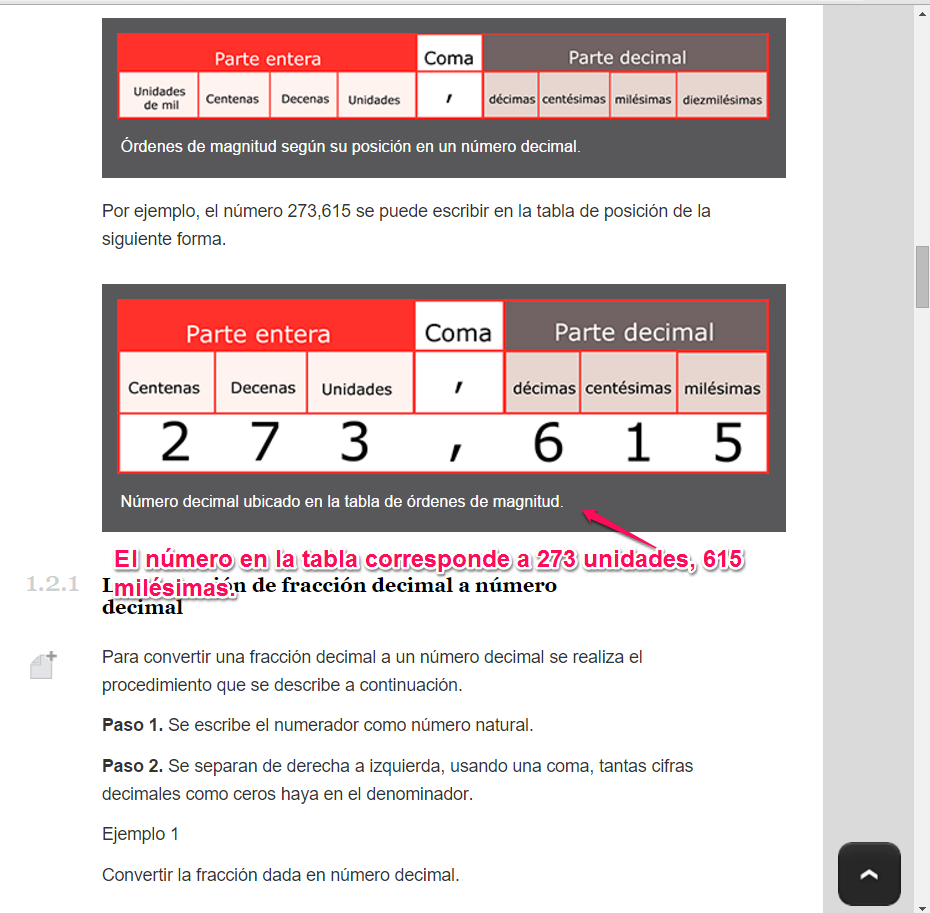 Parte entera Coma Parte decimal
Unidades de mil Centenas Decenas Unidades , décimas centésimas milésimas diezmilésimas
Órdenes de magnitud según su posición en un número decimal.
Por ejemplo, el número 273,615 se puede escribir en la tabla de posición de la
siguiente forma.
Parte entera Coma Parte decimal
Centenas Decenas Unidades , décimas centésimas milésimas
2 7 3 , 6 1 5
Número decimal ubicado en la tabla de órdenes de magnitud.
El número en la tabla corresponde a 273 unidades, 615
milésimas.
1.2.1 de fracción decimal a número
decimal
Para convertir una fracción decimal a un número decimal se realiza el
procedimiento que se describe a continuación.
Paso 1. Se escribe el numerador como número natural.
Paso 2. Se separan de derecha a izquierda, usando una coma, tantas cifras
decimales como ceros haya en el denominador.
Ejemplo 1
Convertir la fracción dada en número decimal.